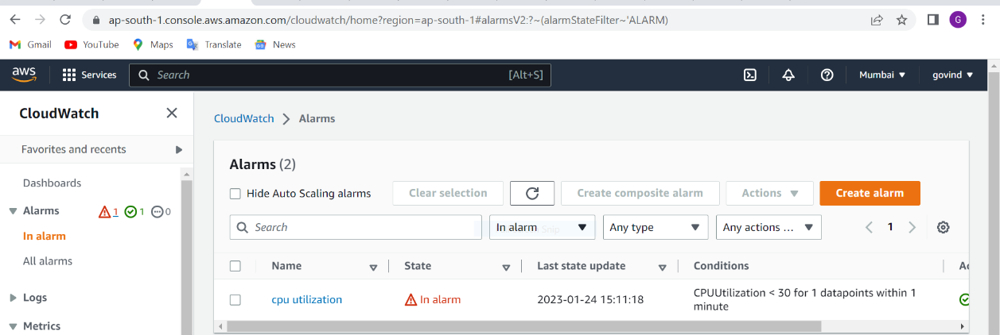 ap-south-1.console.aws.amazon.com/cloudwatch/home?region=ap-south-1#alarmsV2:?~(alarmStateFilter~'ALARM)
G
Gmail YouTube Maps Translate News
aws Services Search [Alt+S] Mumbai govind
CloudWatch
CloudWatch > Alarms
Favorites and recents
Alarms (2)
Dashboards
Hide Auto Scaling alarms Clear selection Create composite alarm Actions Create alarm
Alarms 1 1 0
Search In alarm Snip Any type Any actions ... 1
In alarm
All alarms
Name State Last state update Conditions
Logs
cpu utilization In alarm 2023-01-24 15:11:18 CPUUtilization < 30 for 1 datapoints within 1
minute
Metrics